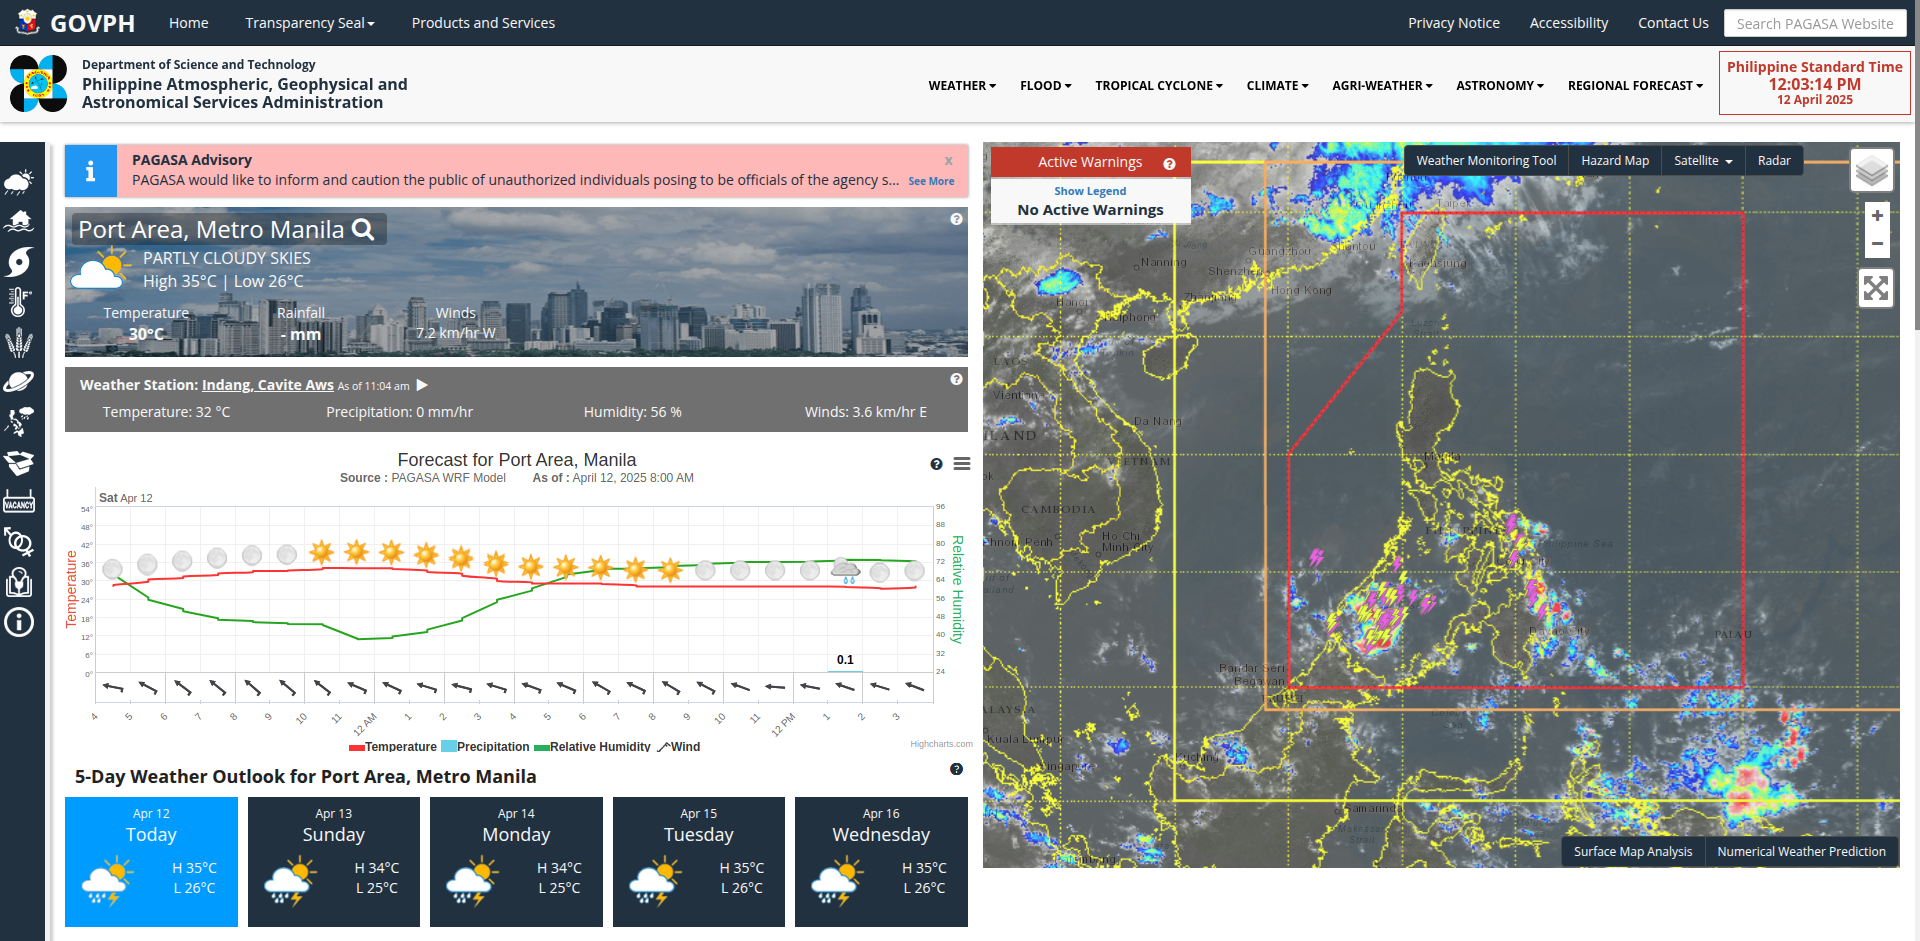 GOVPH
Home
Transparency Seal
Products and Services
Privacy Notice
Accessibility
Contact Us
Search PAGASA Website
Department of Science and Technology
Philippine Atmospheric, Geophysical and
Astronomical Services Administration
WEATHER
FLOOD
TROPICAL CYCLONE
CLIMATE
AGRI-WEATHER
ASTRONOMY
REGIONAL FORECAST
Philippine Standard Time
12:03:14 PM
12 April 2025
VACANCY
PAGASA Advisory
x
PAGASA would like to inform and caution the public of unauthorized individuals posing to be officials of the agency s... See More
Port Area, Metro Manila
PARTLY CLOUDY SKIES
High 35°C | Low 26°C
Temperature
30°C
Rainfall
- mm
Winds
7.2 km/hr W
Weather Station: Indang, Cavite Aws As of 11:04 am
Temperature: 32 °C
Precipitation: 0 mm/hr
Humidity: 56 %
Winds: 3.6 km/hr E
Forecast for Port Area, Manila
Source : PAGASA WRF Model As of : April 12, 2025 8:00 AM
Sat Apr 12
54°
48°
42°
36°
30°
24°
18°
12°
6°
0°
Temperature
96
88
80
72
64
56
48
40
32
24
Relative Humidity
0.1
4 5 6 7 8 9 10 11 12 AM 1 2 3 4 5 6 7 8 9 10 11 12 PM 1 2 3
Temperature Precipitation Relative Humidity Wind
Highcharts.com
5-Day Weather Outlook for Port Area, Metro Manila
Apr 12
Today
H 35°C
L 26°C
Apr 13
Sunday
H 34°C
L 25°C
Apr 14
Monday
H 34°C
L 25°C
Apr 15
Tuesday
H 35°C
L 26°C
Apr 16
Wednesday
H 35°C
L 26°C
Active Warnings
Show Legend
No Active Warnings
Weather Monitoring Tool
Hazard Map
Satellite
Radar
+
−
Nanning
Guangzhou
Shenzhen
Hong Kong
Hanoi
Kaohsiung
Da Nang
VIETNAM
CAMBODIA
Ho Chi
Minh City
Manila
Philippine Sea
Davao City
PALAU
Bandar Seri
Begawan
Kuala Lumpur
Kuching
Samarinda
Surface Map Analysis
Numerical Weather Prediction